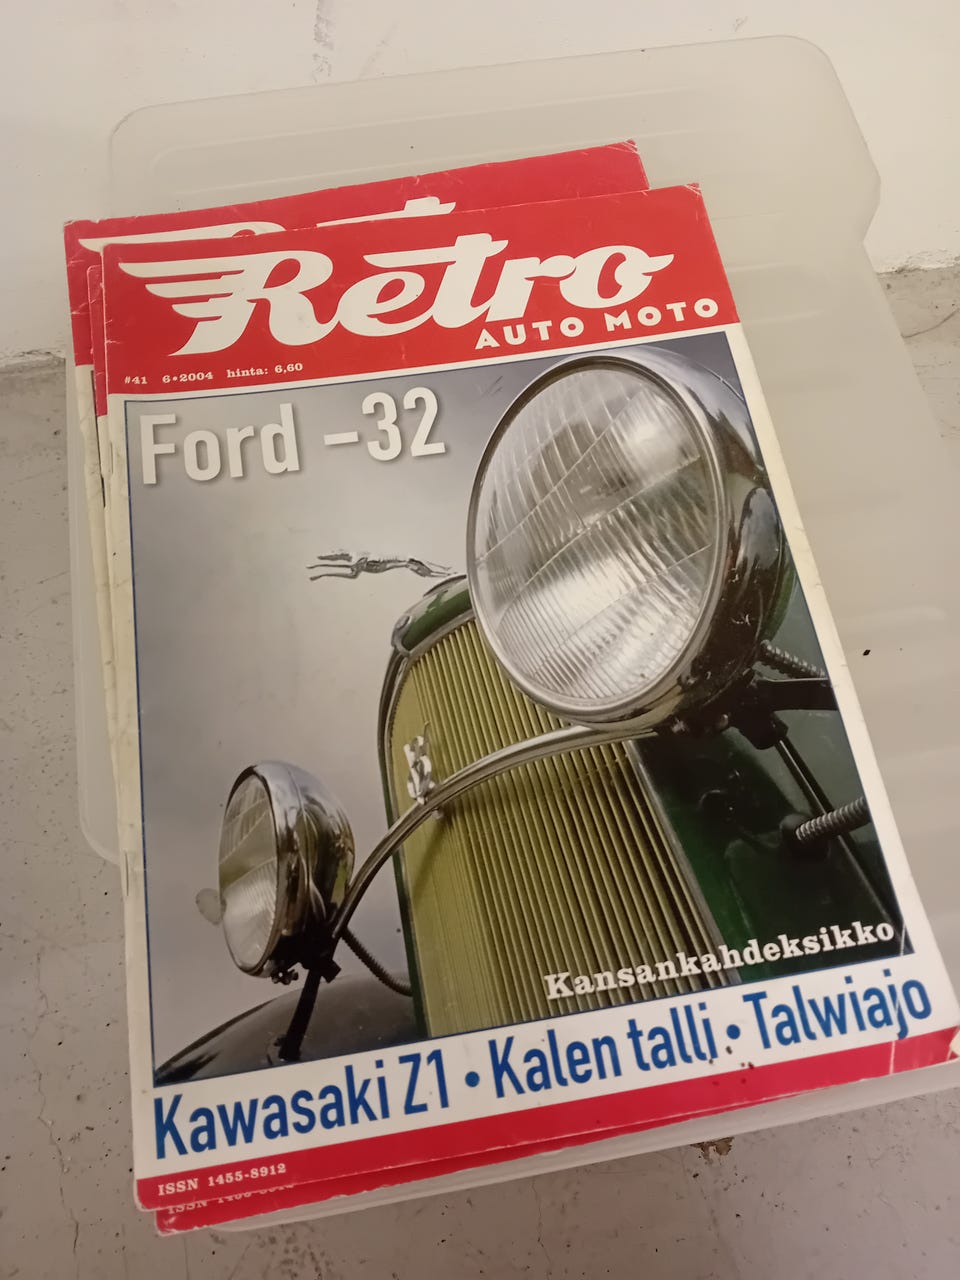 Retro
AUTO MOTO
#41 6•2004 hinta: 6,60
Ford –32
Kansankahdeksikko
Kawasaki Z1 • Kalen talli • Talwiajo
ISSN 1455-8912